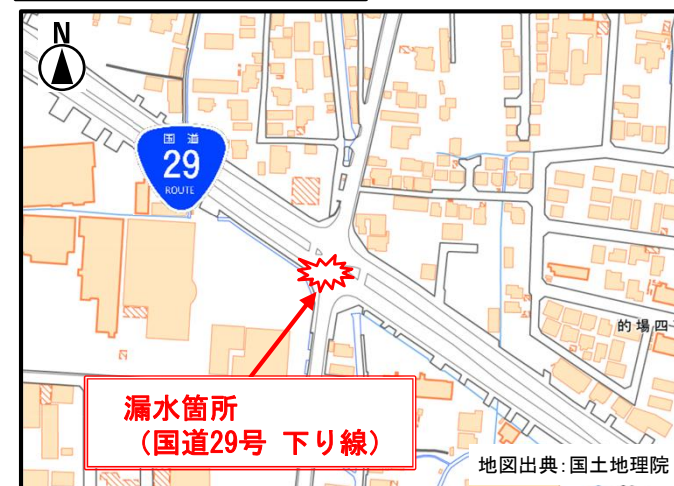 N
国道
29
ROUTE
的場四
漏水箇所
（国道29号 下り線）
地図出典：国土地理院